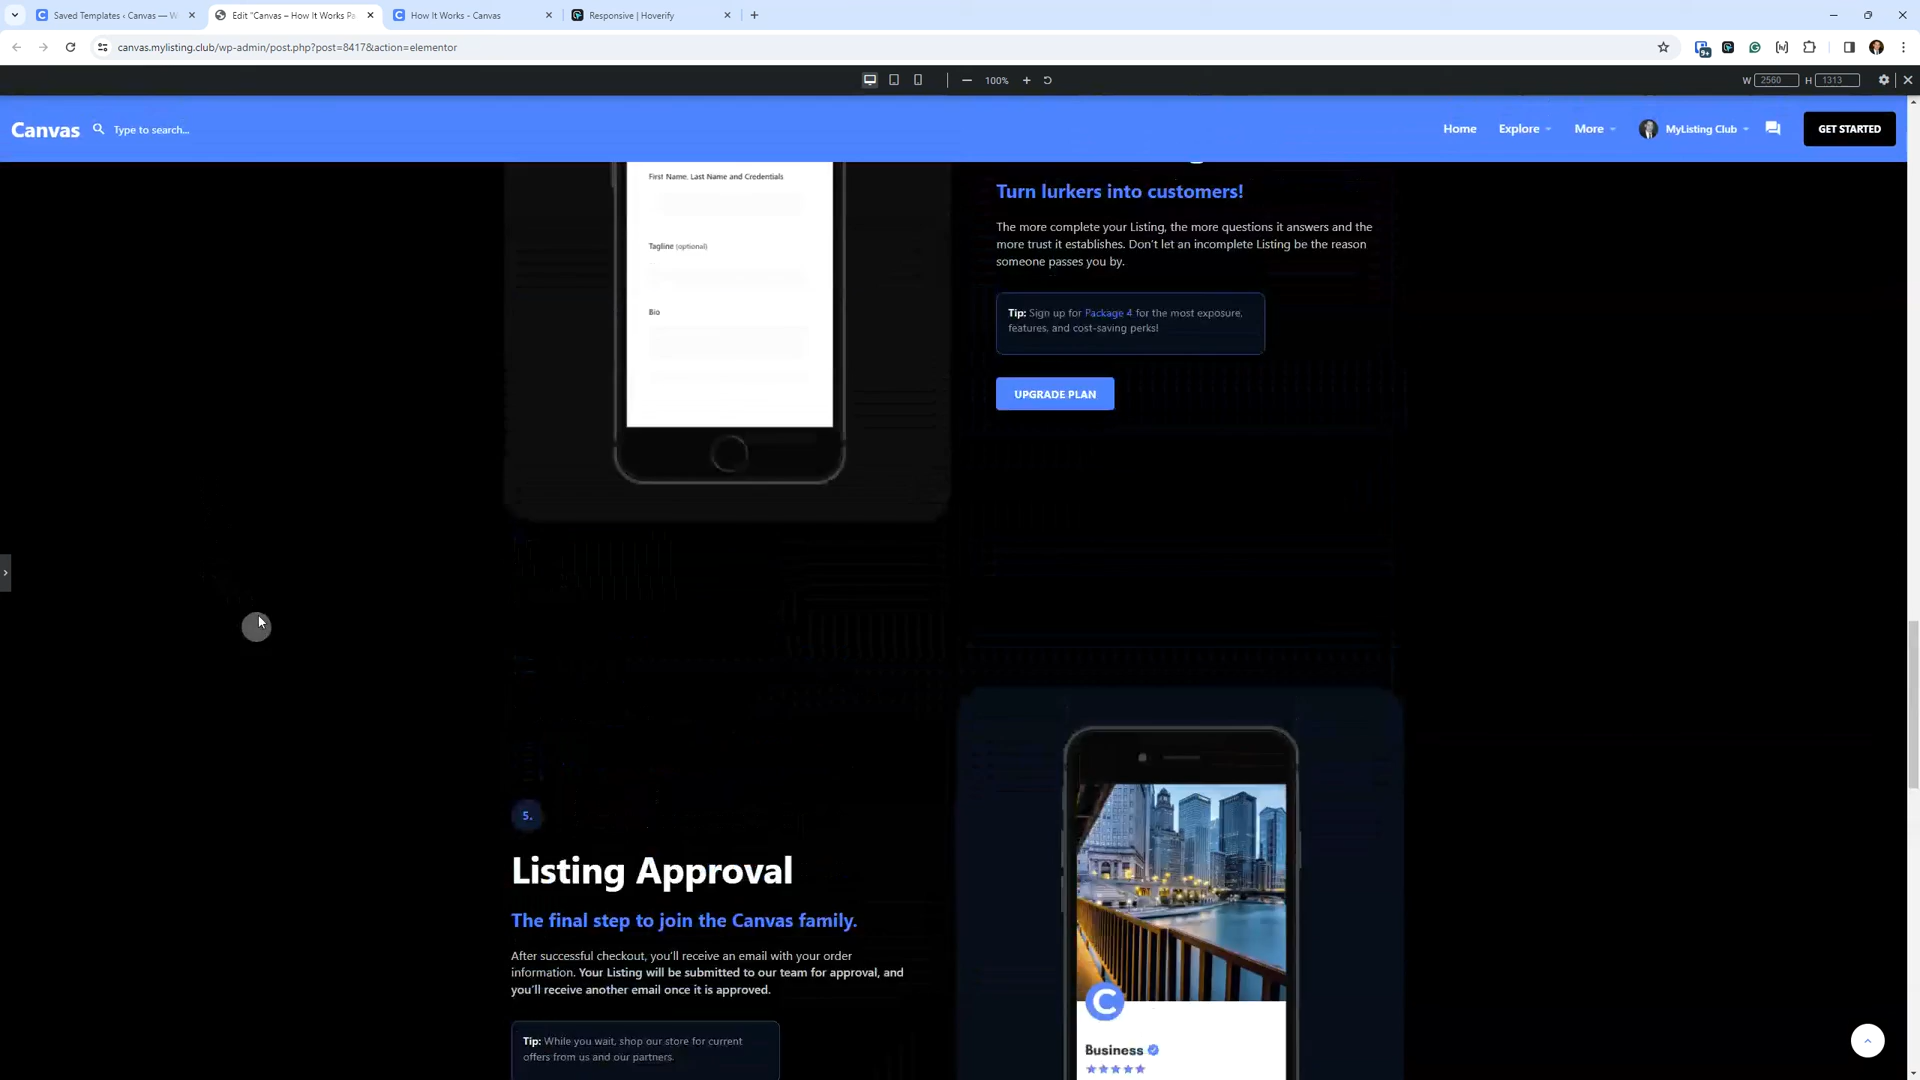 Saved Templates ‹ Canvas — W
Edit "Canvas – How It Works Pa
How It Works - Canvas
Responsive | Hoverify
canvas.mylisting.club/wp-admin/post.php?post=8417&action=elementor
9+
100%
W 2560 H 1313
Canvas
Type to search...
Home
Explore
More
MyListing Club
GET STARTED
First Name, Last Name and Credentials
Tagline (optional)
Bio
Turn lurkers into customers!
The more complete your Listing, the more questions it answers and the
more trust it establishes. Don't let an incomplete Listing be the reason
someone passes you by.
Tip: Sign up for Package 4 for the most exposure,
features, and cost-saving perks!
UPGRADE PLAN
5.
Listing Approval
The final step to join the Canvas family.
After successful checkout, you'll receive an email with your order
information. Your Listing will be submitted to our team for approval, and
you'll receive another email once it is approved.
Tip: While you wait, shop our store for current
offers from us and our partners.
C
Business